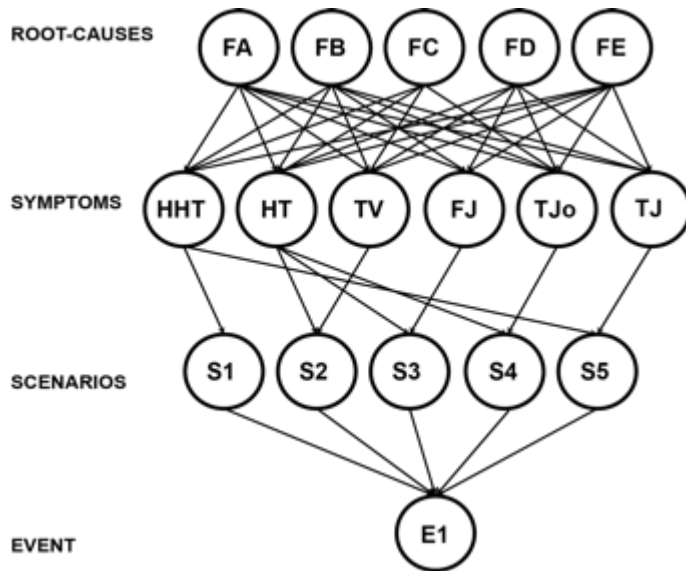 ROOT-CAUSES
FA FB FC FD FE
SYMPTOMS
HHT HT TV FJ TJo TJ
SCENARIOS
S1 S2 S3 S4 S5
EVENT
E1